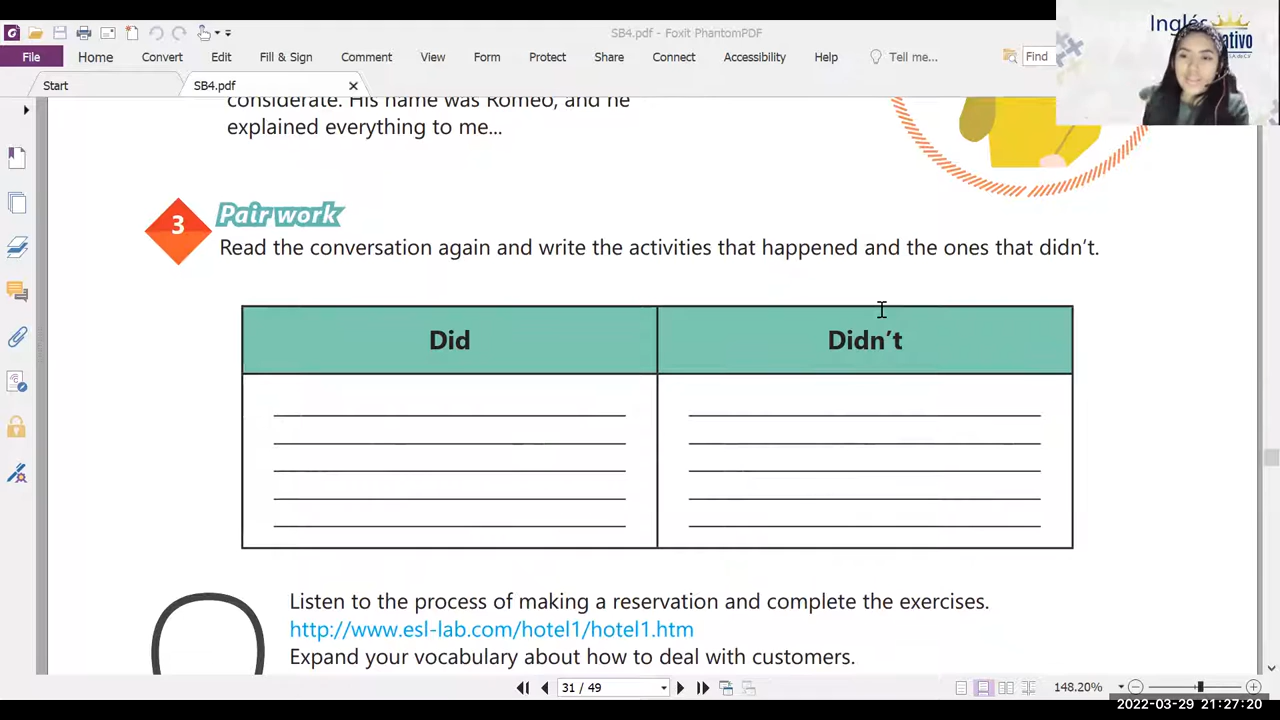 SB4.pdf - Foxit PhantomPDF
Inglés
File Home Convert Edit Fill & Sign Comment View Form Protect Share Connect Accessibility Help Tell me... Find
Start SB4.pdf
considerate. His name was Romeo, and he
explained everything to me...
3 Pair work
Read the conversation again and write the activities that happened and the ones that didn't.
Did Didn't
Listen to the process of making a reservation and complete the exercises.
http://www.esl-lab.com/hotel1/hotel1.htm
Expand your vocabulary about how to deal with customers.
31 / 49 148.20%
2022-03-29 21:27:20